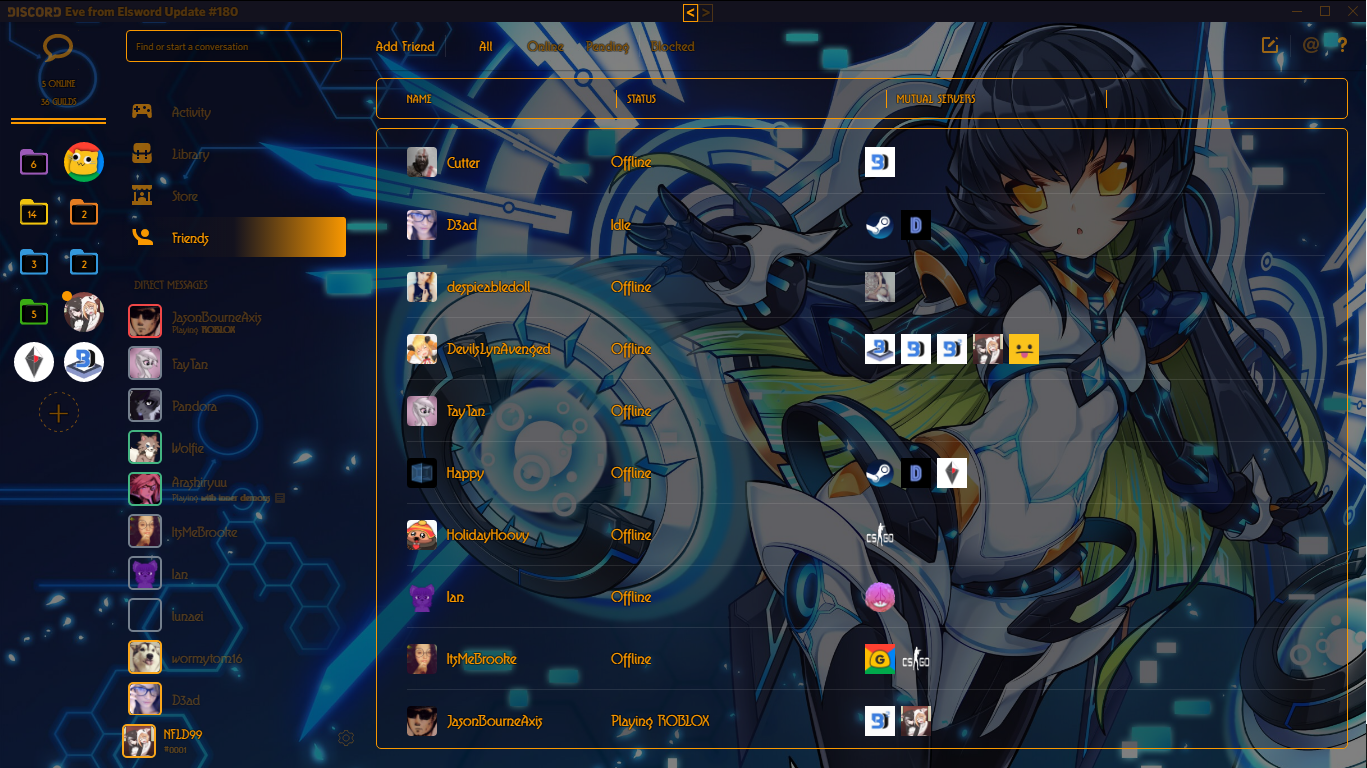 DISCORD Eve from Elsword Update #180
< >
5 ONLINE
36 GUILDS
Find or start a conversation
Add Friend All Online Pending Blocked
@ ?
6
14 2
3 2
5
Activity
Library
Store
Friends
DIRECT MESSAGES
JasonBourneAxis
Playing ROBLOX
FayTan
Pandora
Wolfie
Arashiryuu
Playing with inner demons
ItsMeBrooke
Ian
lunaei
wormytom16
D3ad
NFLD99
#0001
NAME STATUS MUTUAL SERVERS
Cutter Offline
D3ad Idle D
despicabledoll Offline
DevilsLynAvenged Offline
FayTan Offline
Happy Offline D
HolidayHoovy Offline CS GO
Ian Offline
ItsMeBrooke Offline G CS GO
JasonBourneAxis Playing ROBLOX